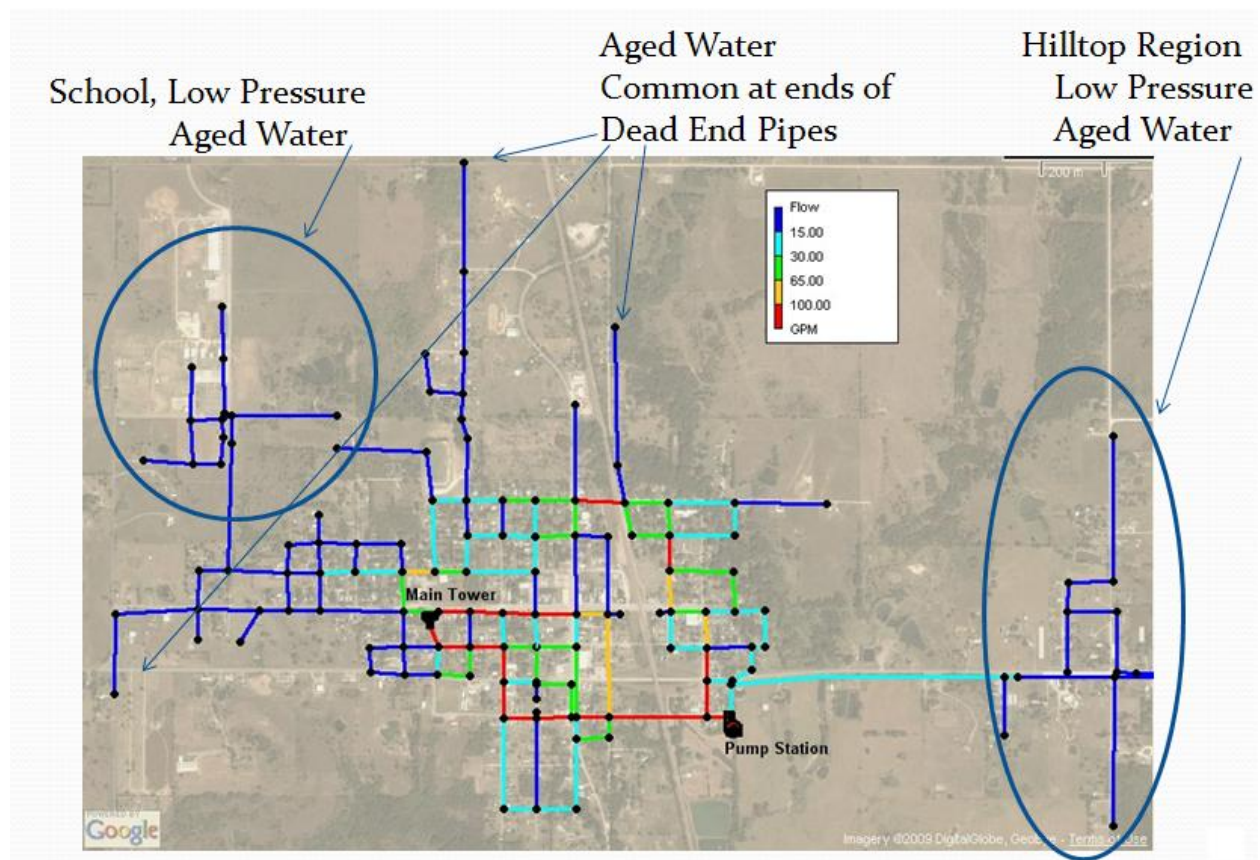 School, Low Pressure
Aged Water
Aged Water
Common at ends of
Dead End Pipes
Hilltop Region
Low Pressure
Aged Water
200 m
Flow
15.00
30.00
65.00
100.00
GPM
Main Tower
Pump Station
POWERED BY
Google
Imagery ©2009 DigitalGlobe, GeoEye - Terms of Use